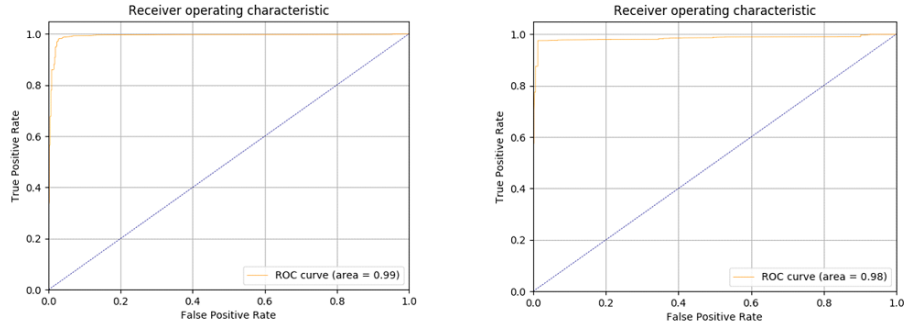 Receiver operating characteristic
1.0
0.8
0.6
0.4
0.2
0.0
True Positive Rate
0.0 0.2 0.4 0.6 0.8 1.0
False Positive Rate
ROC curve (area = 0.99)
Receiver operating characteristic
1.0
0.8
0.6
0.4
0.2
0.0
True Positive Rate
0.0 0.2 0.4 0.6 0.8 1.0
False Positive Rate
ROC curve (area = 0.98)